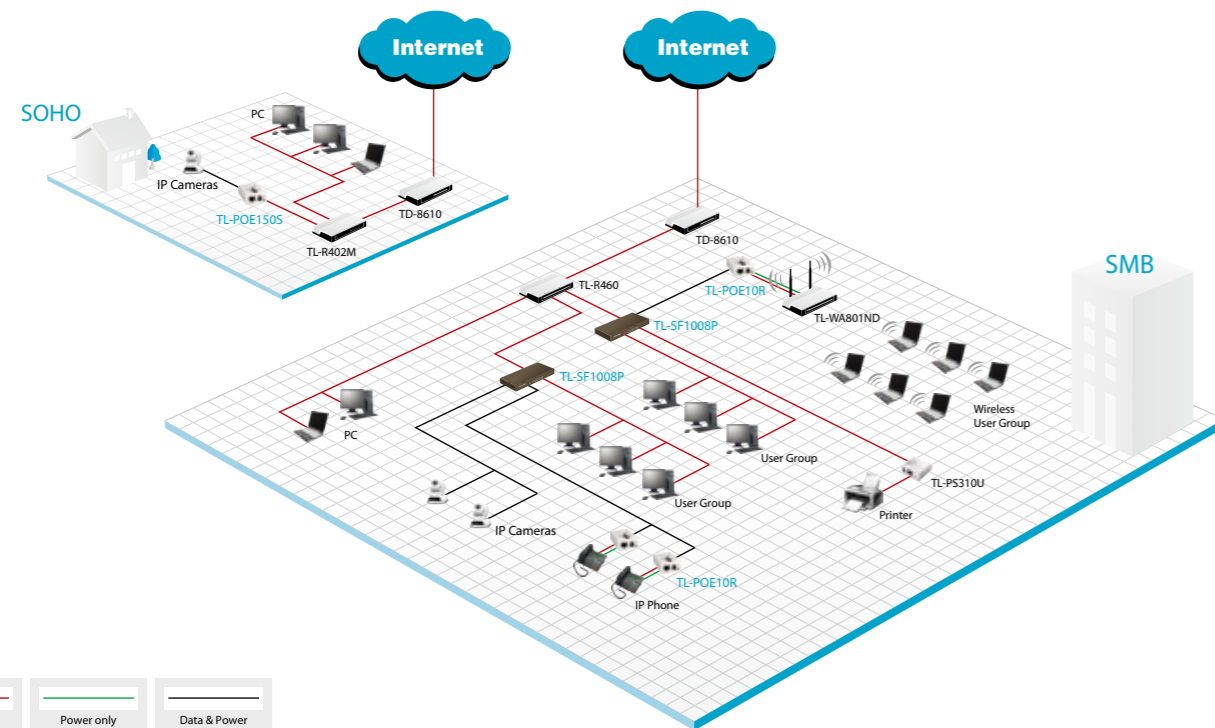 Internet
Internet
SOHO
PC
IP Cameras
TL-POE150S
TD-8610
TL-R402M
TD-8610
SMB
TL-POE10R
TL-R460
TL-WA801ND
TL-SF1008P
TL-SF1008P
Wireless
User Group
PC
User Group
TL-PS310U
User Group
Printer
IP Cameras
TL-POE10R
IP Phone
Power only
Data & Power